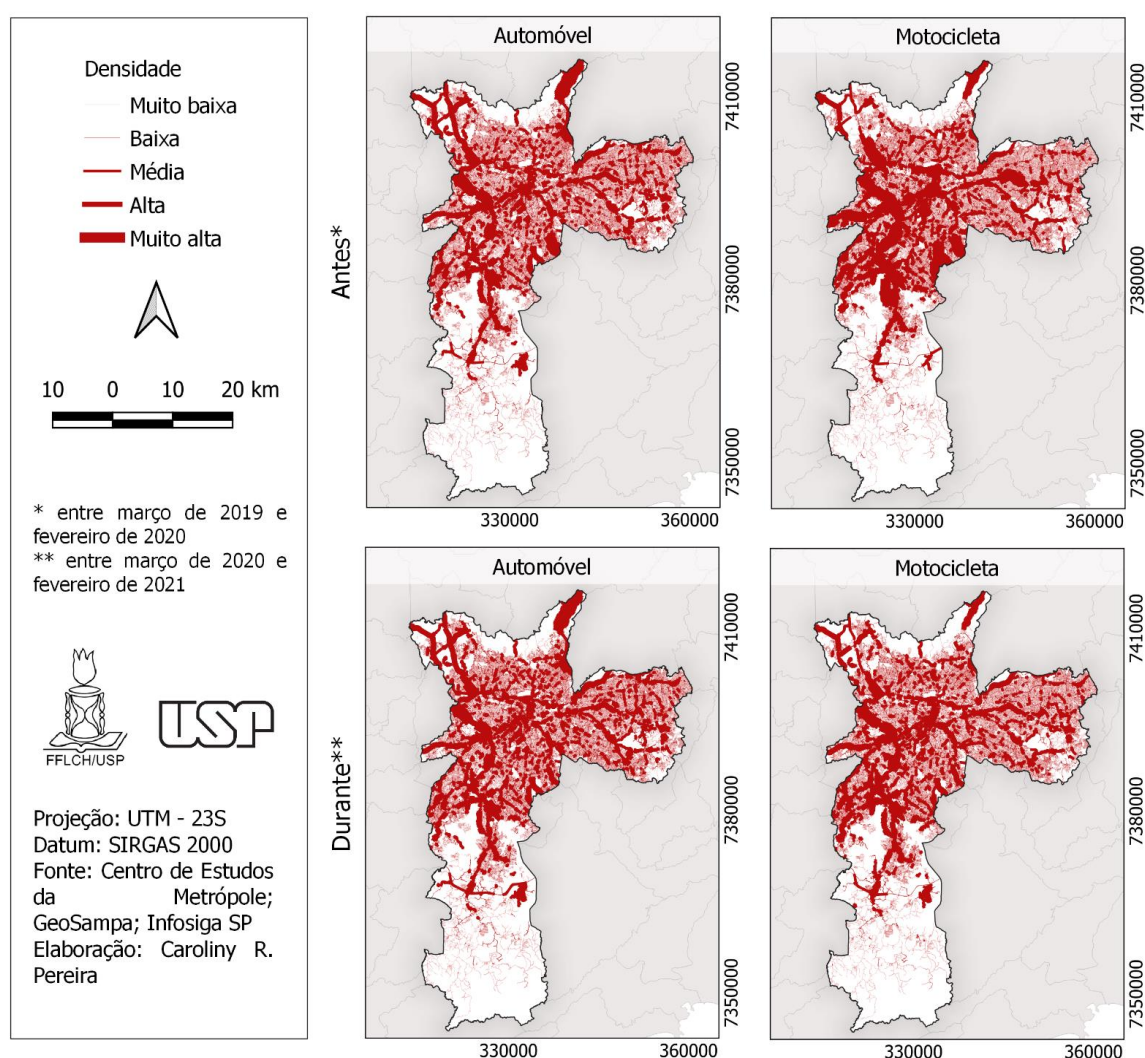 Densidade
Muito baixa
Baixa
Média
Alta
Muito alta
10 0 10 20 km
* entre março de 2019 e
fevereiro de 2020
** entre março de 2020 e
fevereiro de 2021
FFLCH/USP
USP
Projeção: UTM - 23S
Datum: SIRGAS 2000
Fonte: Centro de Estudos
da Metrópole;
GeoSampa; Infosiga SP
Elaboração: Caroliny R.
Pereira
Antes*
Automóvel
7410000
7380000
7350000
330000 360000
Motocicleta
7410000
7380000
7350000
330000 360000
Durante**
Automóvel
7410000
7380000
7350000
330000 360000
Motocicleta
7410000
7380000
7350000
330000 360000